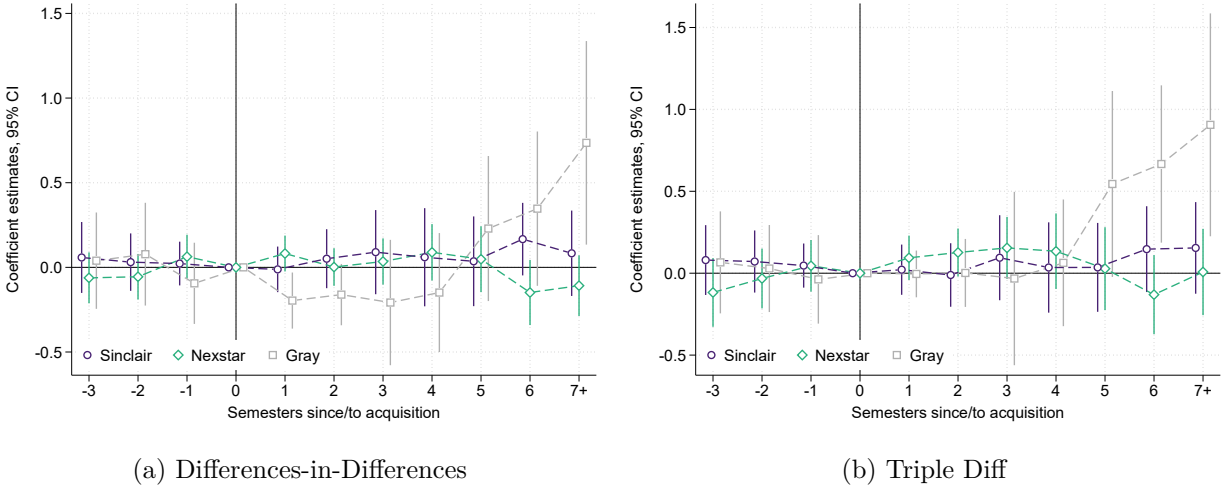 Coefficient estimates, 95% CI
1.5
1.0
0.5
0.0
-0.5
Sinclair Nexstar Gray
-3 -2 -1 0 1 2 3 4 5 6 7+
Semesters since/to acquisition
(a) Differences-in-Differences
Coefficient estimates, 95% CI
1.5
1.0
0.5
0.0
-0.5
Sinclair Nexstar Gray
-3 -2 -1 0 1 2 3 4 5 6 7+
Semesters since/to acquisition
(b) Triple Diff